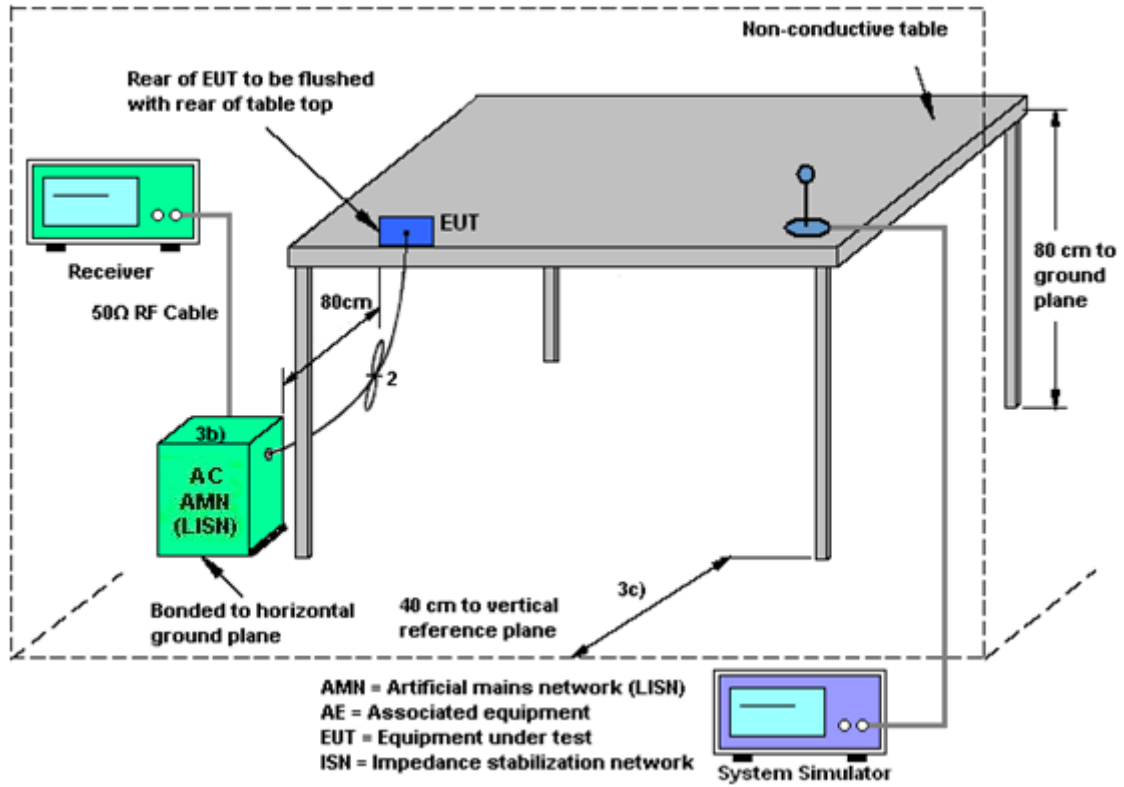 Non-conductive table
Rear of EUT to be flushed
with rear of table top
EUT
Receiver
80cm
80 cm to
ground
plane
50Ω RF Cable
2
3b)
AC
AMN
(LISN)
3c)
Bonded to horizontal
ground plane
40 cm to vertical
reference plane
AMN = Artificial mains network (LISN)
AE = Associated equipment
EUT = Equipment under test
ISN = Impedance stabilization network
System Simulator